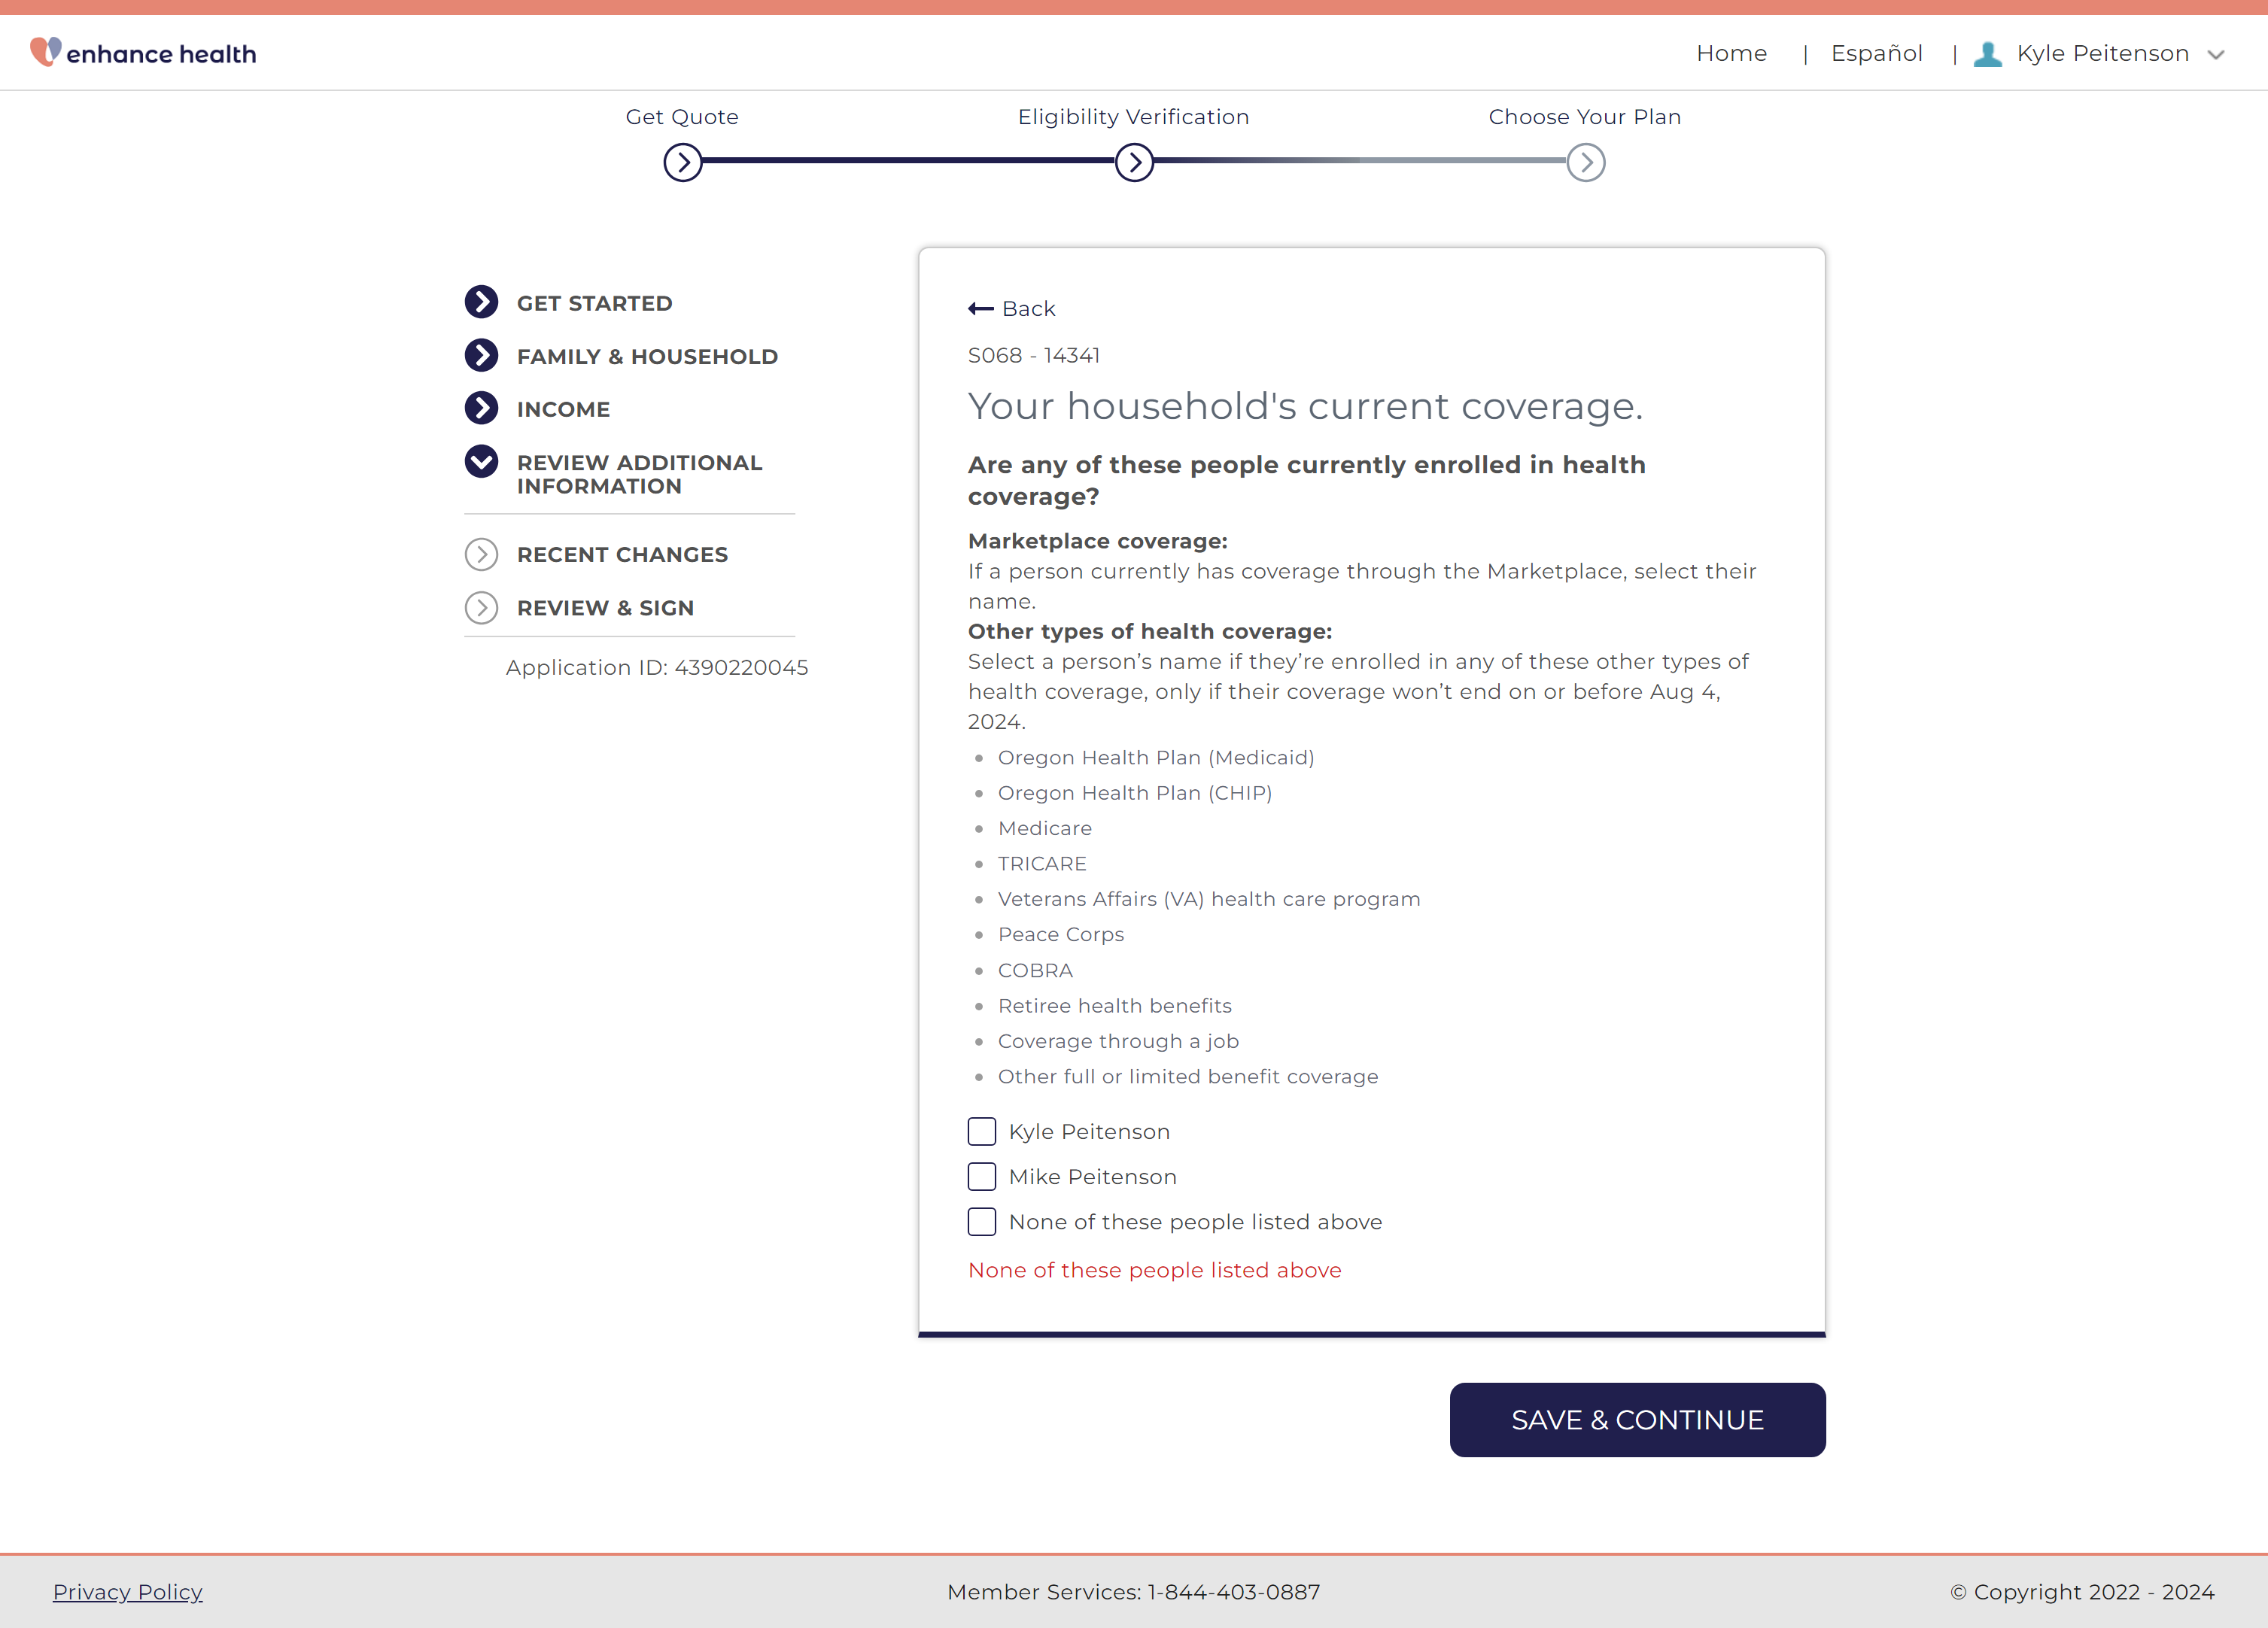 enhance health
Home | Español | Kyle Peitenson
Get Quote
Eligibility Verification
Choose Your Plan
GET STARTED
FAMILY & HOUSEHOLD
INCOME
REVIEW ADDITIONAL
INFORMATION
RECENT CHANGES
REVIEW & SIGN
Application ID: 4390220045
Back
S068 - 14341
Your household's current coverage.
Are any of these people currently enrolled in health
coverage?
Marketplace coverage:
If a person currently has coverage through the Marketplace, select their
name.
Other types of health coverage:
Select a person’s name if they’re enrolled in any of these other types of
health coverage, only if their coverage won’t end on or before Aug 4,
2024.
Oregon Health Plan (Medicaid)
Oregon Health Plan (CHIP)
Medicare
TRICARE
Veterans Affairs (VA) health care program
Peace Corps
COBRA
Retiree health benefits
Coverage through a job
Other full or limited benefit coverage
Kyle Peitenson
Mike Peitenson
None of these people listed above
None of these people listed above
SAVE & CONTINUE
Privacy Policy
Member Services: 1-844-403-0887
© Copyright 2022 - 2024